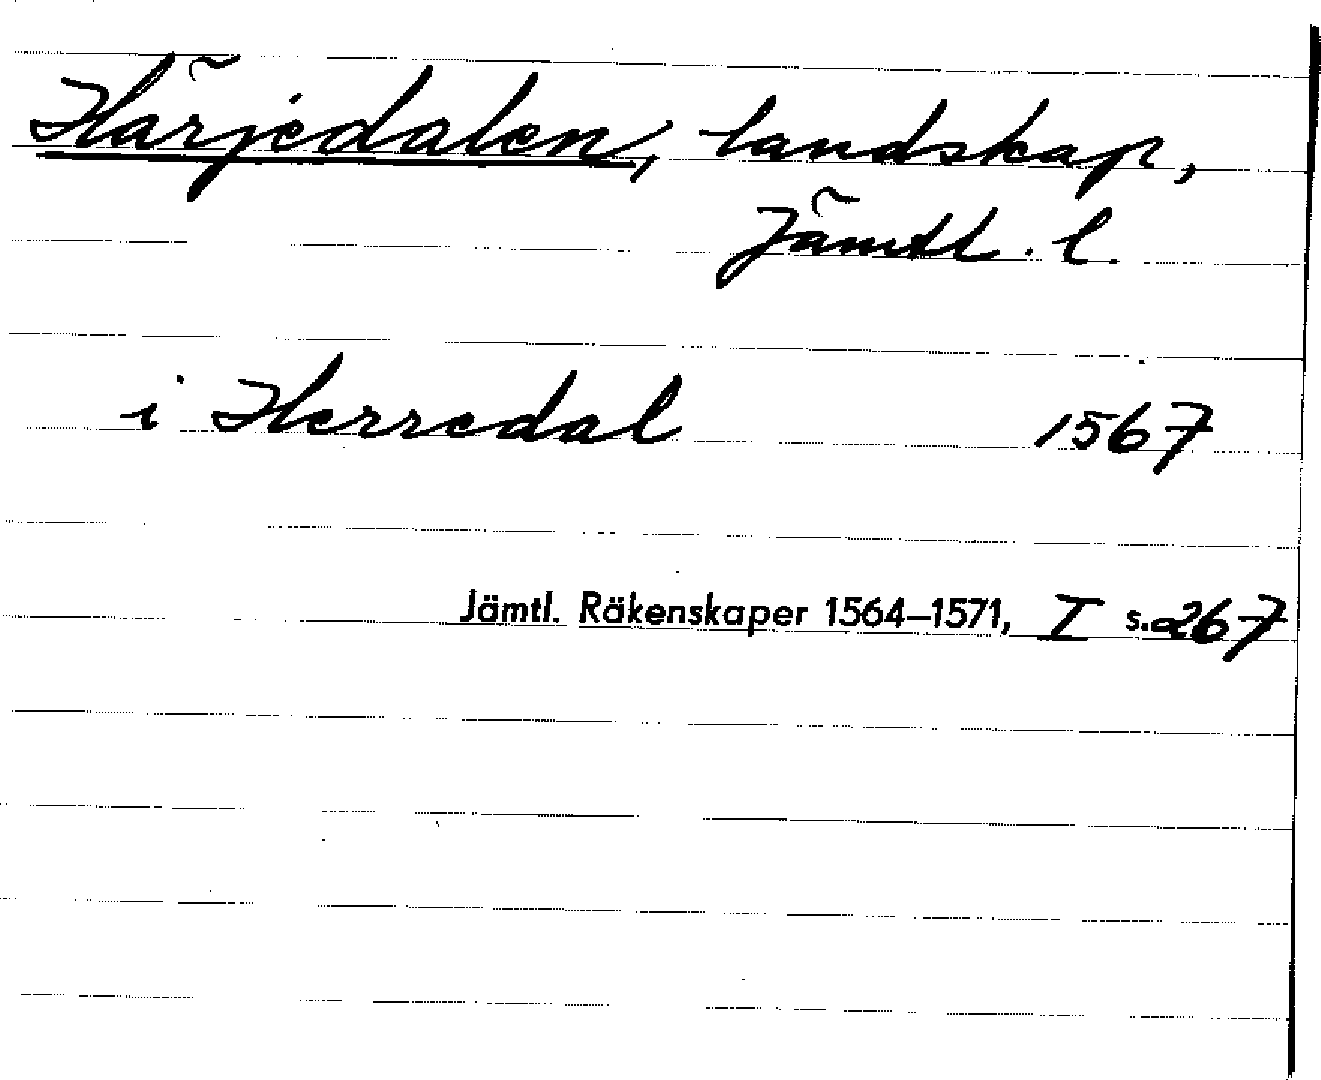 Härjedalen, landskap,
Jämtl. l.
i Herredal 1567
Jämtl. Räkenskaper 1564–1571, I s. 267